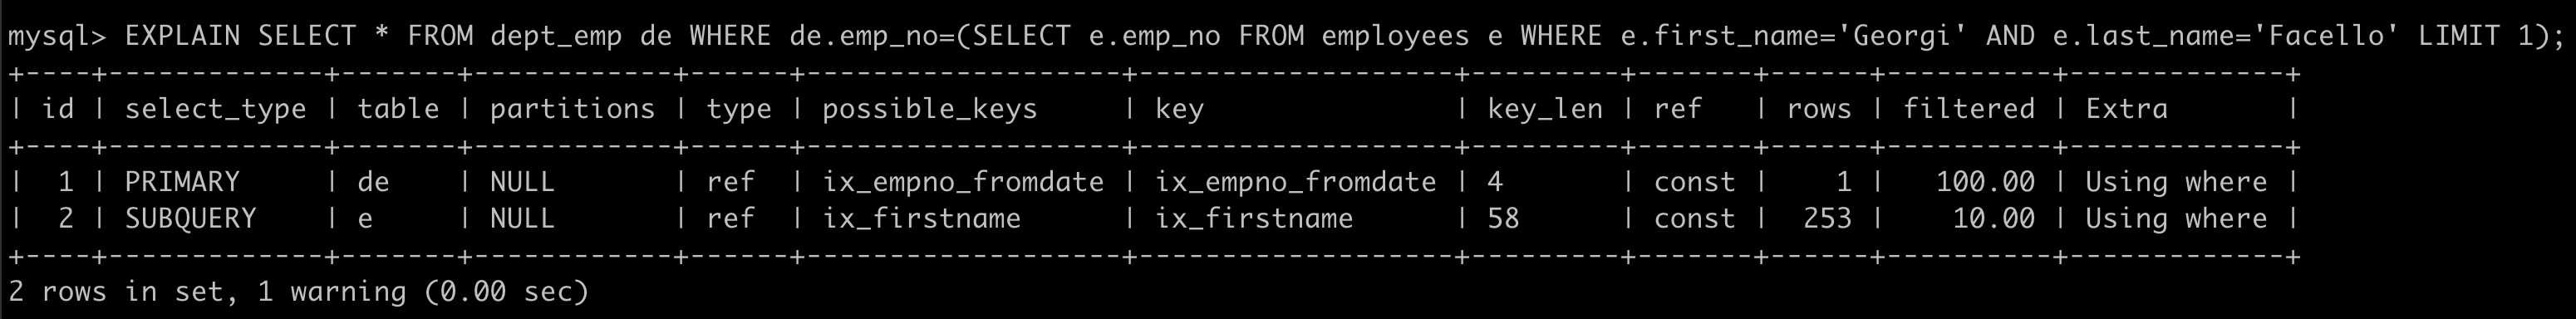 mysql> EXPLAIN SELECT * FROM dept_emp de WHERE de.emp_no=(SELECT e.emp_no FROM employees e WHERE e.first_name='Georgi' AND e.last_name='Facello' LIMIT 1);
+----+-------------+-------+------------+------+-------------------+-------------------+---------+-------+------+----------+-------------+
| id | select_type | table | partitions | type | possible_keys     | key               | key_len | ref   | rows | filtered | Extra       |
+----+-------------+-------+------------+------+-------------------+-------------------+---------+-------+------+----------+-------------+
|  1 | PRIMARY     | de    | NULL       | ref  | ix_empno_fromdate | ix_empno_fromdate | 4       | const |    1 |   100.00 | Using where |
|  2 | SUBQUERY    | e     | NULL       | ref  | ix_firstname      | ix_firstname      | 58      | const |  253 |    10.00 | Using where |
+----+-------------+-------+------------+------+-------------------+-------------------+---------+-------+------+----------+-------------+
2 rows in set, 1 warning (0.00 sec)